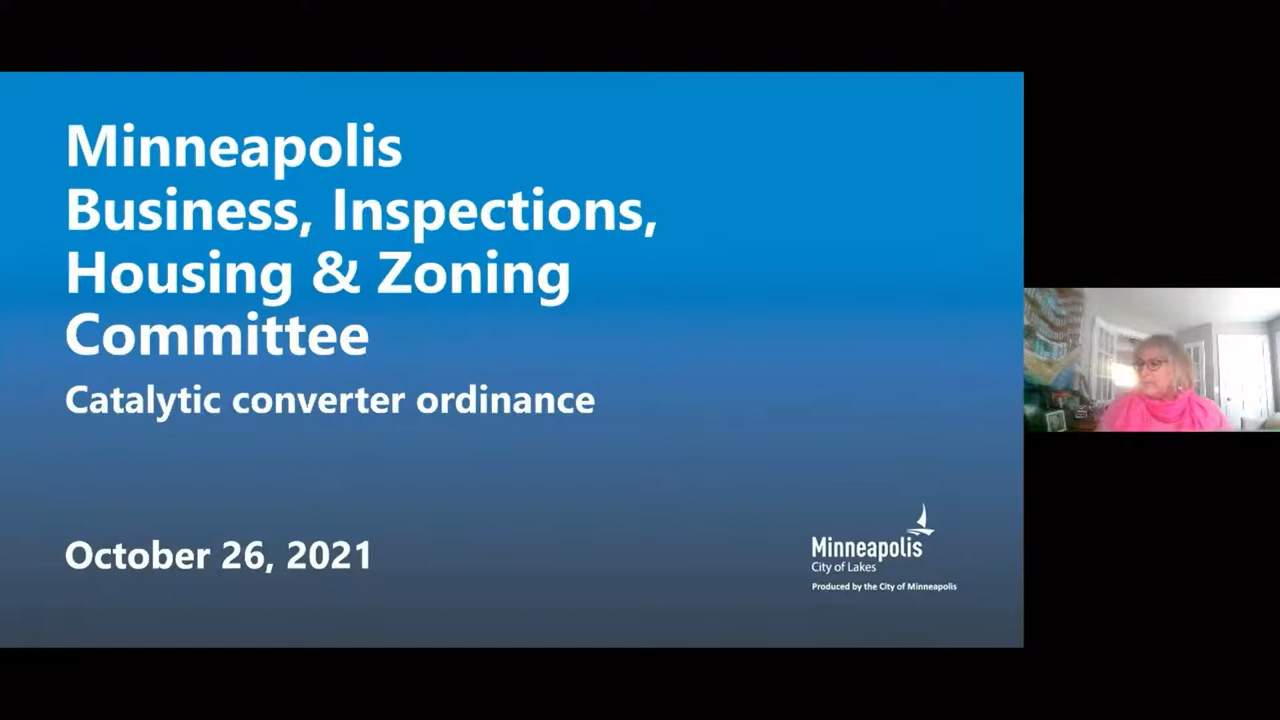 Minneapolis
Business, Inspections,
Housing & Zoning
Committee
Catalytic converter ordinance
October 26, 2021
Minneapolis
City of Lakes
Produced by the City of Minneapolis